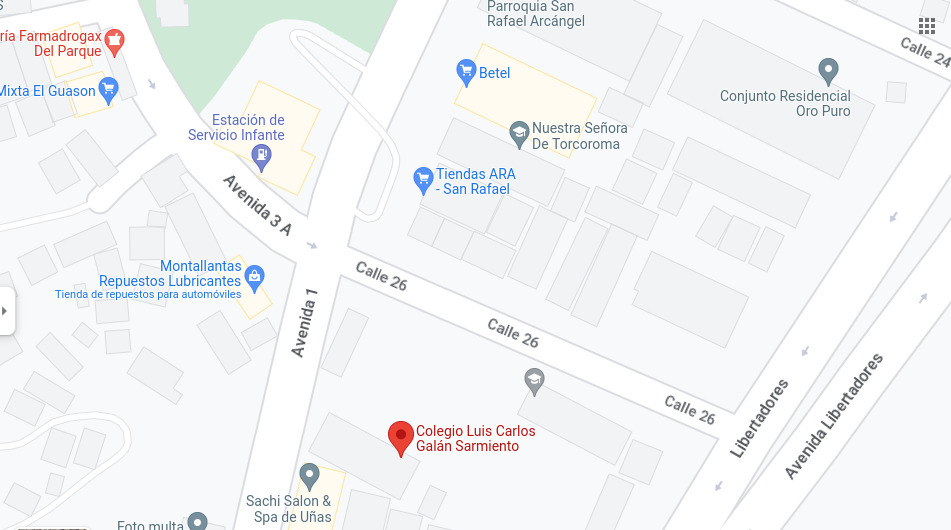 S
Parroquia San
Rafael Arcángel
ría Farmadrogax
Del Parque
Calle 24
Betel
Mixta El Guason
Conjunto Residencial
Oro Puro
Estación de
Servicio Infante
Nuestra Señora
De Torcoroma
Tiendas ARA
- San Rafael
Avenida 3 A
Montallantas
Repuestos Lubricantes
Tienda de repuestos para automóviles
Calle 26
Avenida 1
Calle 26
Calle 26
Libertadores
Avenida Libertadores
Colegio Luis Carlos
Galán Sarmiento
Sachi Salon &
Spa de Uñas
Foto multa